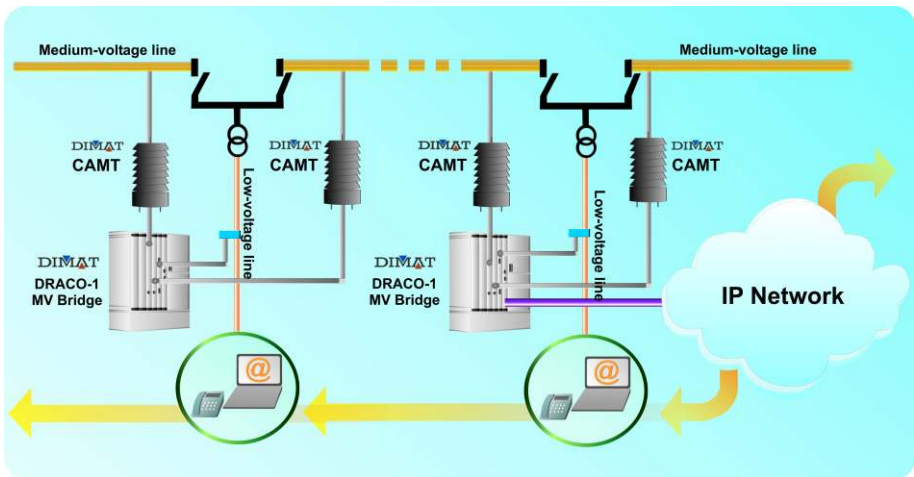 Medium-voltage line
Medium-voltage line
DIMAT
CAMT
DIMAT
CAMT
DIMAT
CAMT
DIMAT
CAMT
Low-voltage line
Low-voltage line
DIMAT
DRACO-1
MV Bridge
DIMAT
DRACO-1
MV Bridge
IP Network
@
@